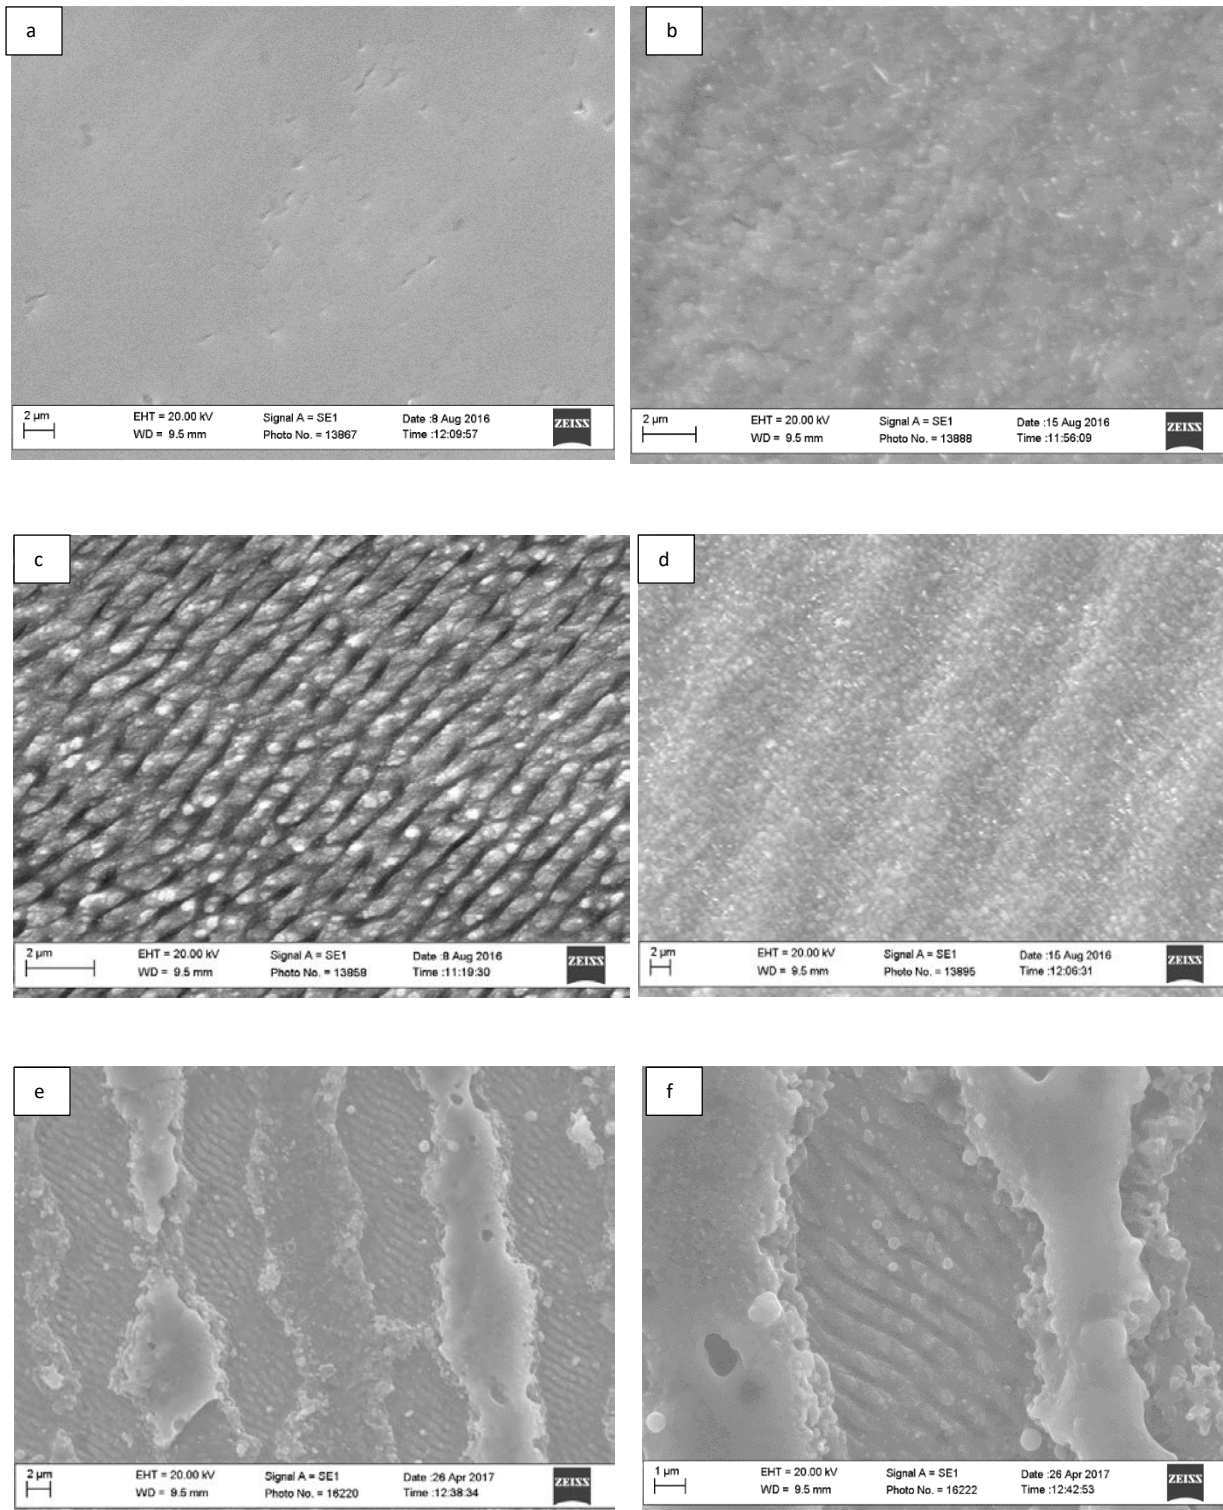 a
2 µm
EHT = 20.00 kV Signal A = SE1 Date :8 Aug 2016
WD = 9.5 mm Photo No. = 13867 Time :12:09:57
ZEISS
b
2 µm
EHT = 20.00 kV Signal A = SE1 Date :15 Aug 2016
WD = 9.5 mm Photo No. = 13888 Time :11:56:09
ZEISS
c
2 µm
EHT = 20.00 kV Signal A = SE1 Date :8 Aug 2016
WD = 9.5 mm Photo No. = 13858 Time :11:19:30
ZEISS
d
2 µm
EHT = 20.00 kV Signal A = SE1 Date :15 Aug 2016
WD = 9.5 mm Photo No. = 13895 Time :12:06:31
ZEISS
e
2 µm
EHT = 20.00 kV Signal A = SE1 Date :26 Apr 2017
WD = 9.5 mm Photo No. = 16220 Time :12:38:34
ZEISS
f
1 µm
EHT = 20.00 kV Signal A = SE1 Date :26 Apr 2017
WD = 9.5 mm Photo No. = 16222 Time :12:42:53
ZEISS